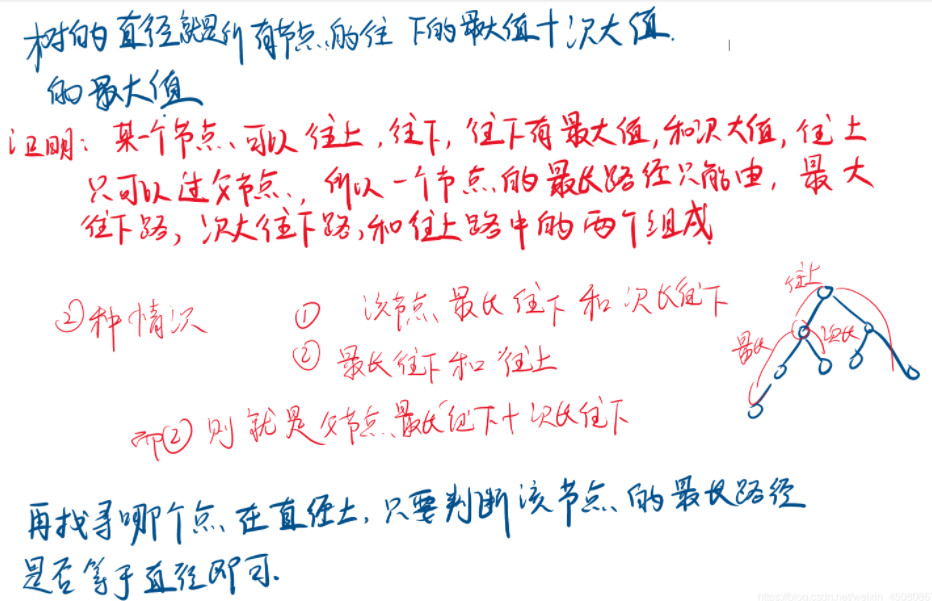 树的直径就是所有节点的往下的最大值+次大值.
的最大值
证明: 某一个节点、可以往上,往下,往下有最大值,和次大值,往上
只可以过父节点, 所以一个节点的最长路径只能由, 最大
往下路, 次大往下路,和往上路中的两个组成
往上
②种情况 ① 该节点最长往下和次长往下
最长 次长
② 最长往下和往上
而② 则就是父节点最长往下+次长往下
再找寻哪个点在直径上,只要判断该节点的最长路径
是否等于直径即可.